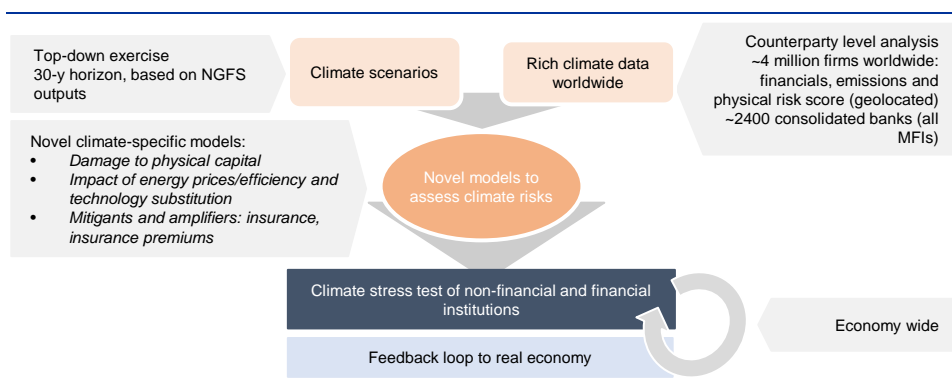 Top-down exercise
30-y horizon, based on NGFS
outputs
Climate scenarios
Rich climate data
worldwide
Counterparty level analysis
~4 million firms worldwide:
financials, emissions and
physical risk score (geolocated)
~2400 consolidated banks (all
MFIs)
Novel climate-specific models:
• Damage to physical capital
• Impact of energy prices/efficiency and
technology substitution
• Mitigants and amplifiers: insurance,
insurance premiums
Novel models to
assess climate risks
Climate stress test of non-financial and financial
institutions
Economy wide
Feedback loop to real economy